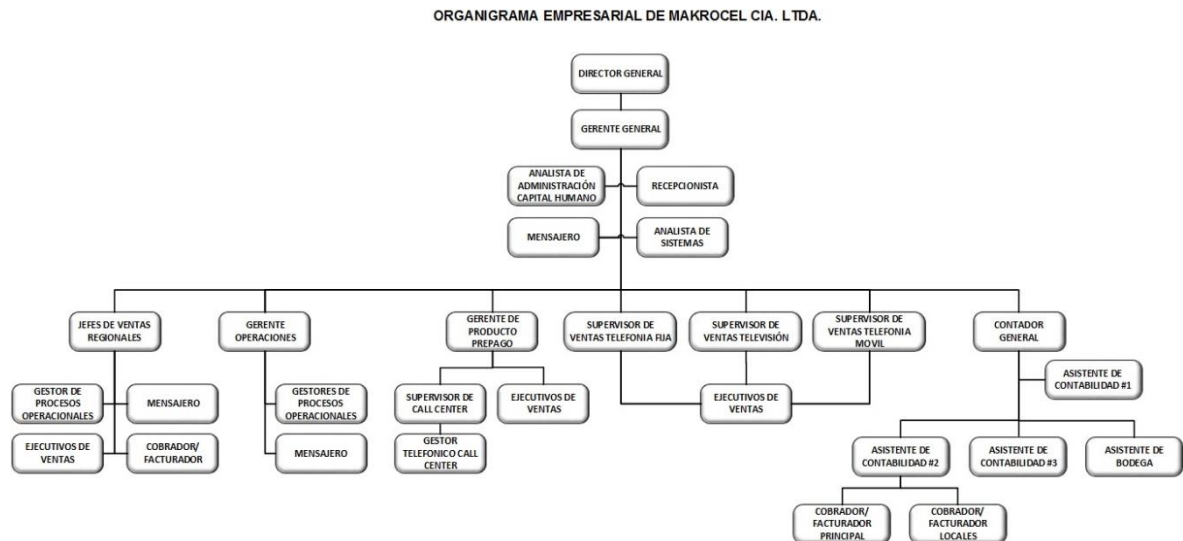 ORGANIGRAMA EMPRESARIAL DE MAKROCEL CIA. LTDA.
DIRECTOR GENERAL
GERENTE GENERAL
ANALISTA DE
ADMINISTRACIÓN
CAPITAL HUMANO
RECEPCIONISTA
MENSAJERO
ANALISTA DE
SISTEMAS
JEFES DE VENTAS
REGIONALES
GERENTE
OPERACIONES
GERENTE DE
PRODUCTO
PREPAGO
SUPERVISOR DE
VENTAS TELEFONIA FIJA
SUPERVISOR DE
VENTAS TELEVISIÓN
SUPERVISOR DE
VENTAS TELEFONIA
MOVIL
CONTADOR
GENERAL
GESTOR DE
PROCESOS
OPERACIONALES
MENSAJERO
EJECUTIVOS DE
VENTAS
COBRADOR/
FACTURADOR
GESTORES DE
PROCESOS
OPERACIONALES
MENSAJERO
SUPERVISOR
DE CALL
CENTER
EJECUTIVOS DE
VENTAS
GESTOR
TELEFONICO CALL
CENTER
EJECUTIVOS DE
VENTAS
ASISTENTE DE
CONTABILIDAD #1
ASISTENTE DE
CONTABILIDAD #2
ASISTENTE DE
CONTABILIDAD #3
ASISTENTE DE
BODEGA
COBRADOR/
FACTURADOR
PRINCIPAL
COBRADOR/
FACTURADOR
LOCALES